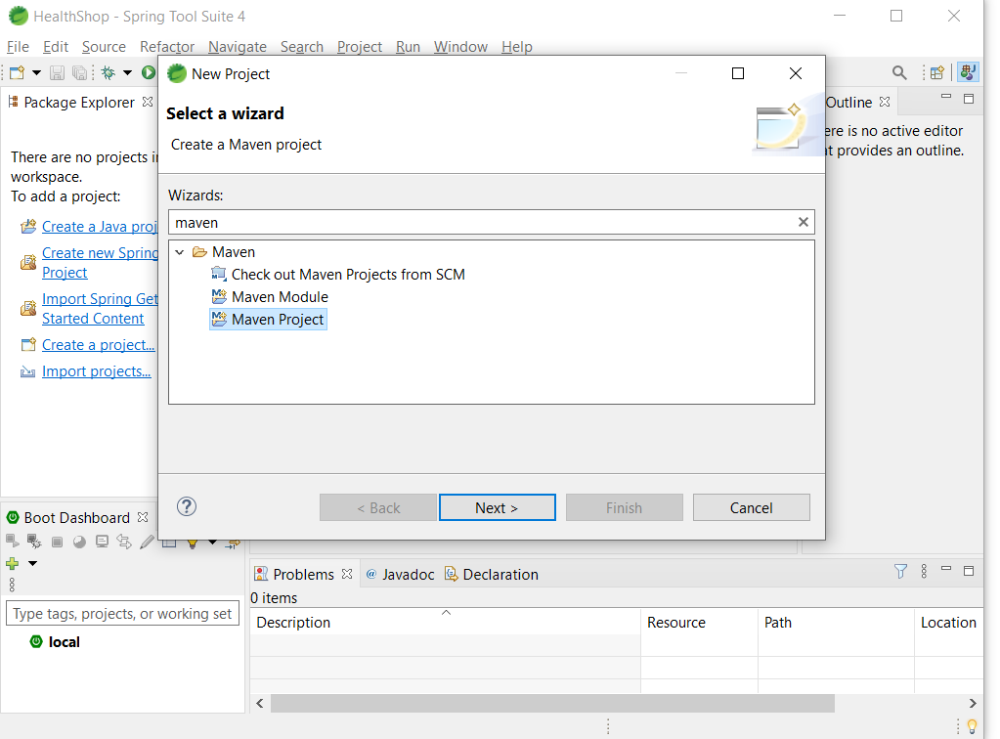 HealthShop - Spring Tool Suite 4
File Edit Source Refactor Navigate Search Project Run Window Help
New Project
Package Explorer
Outline
Select a wizard
Create a Maven project
ere is no active editor
at provides an outline.
There are no projects in
workspace.
To add a project:
Create a Java proj
Create new Spring
Project
Import Spring Get
Started Content
Create a project...
Import projects...
Wizards:
maven
Maven
Check out Maven Projects from SCM
Maven Module
Maven Project
< Back Next > Finish Cancel
Boot Dashboard
Type tags, projects, or working set
local
Problems @ Javadoc Declaration
0 items
Description Resource Path Location